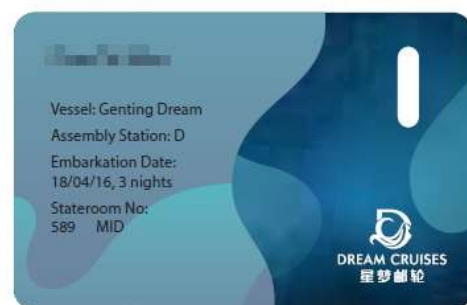 Vessel: Genting Dream
Assembly Station: D
Embarkation Date:
18/04/16, 3 nights
Stateroom No:
589 MID
DREAM CRUISES
星梦邮轮